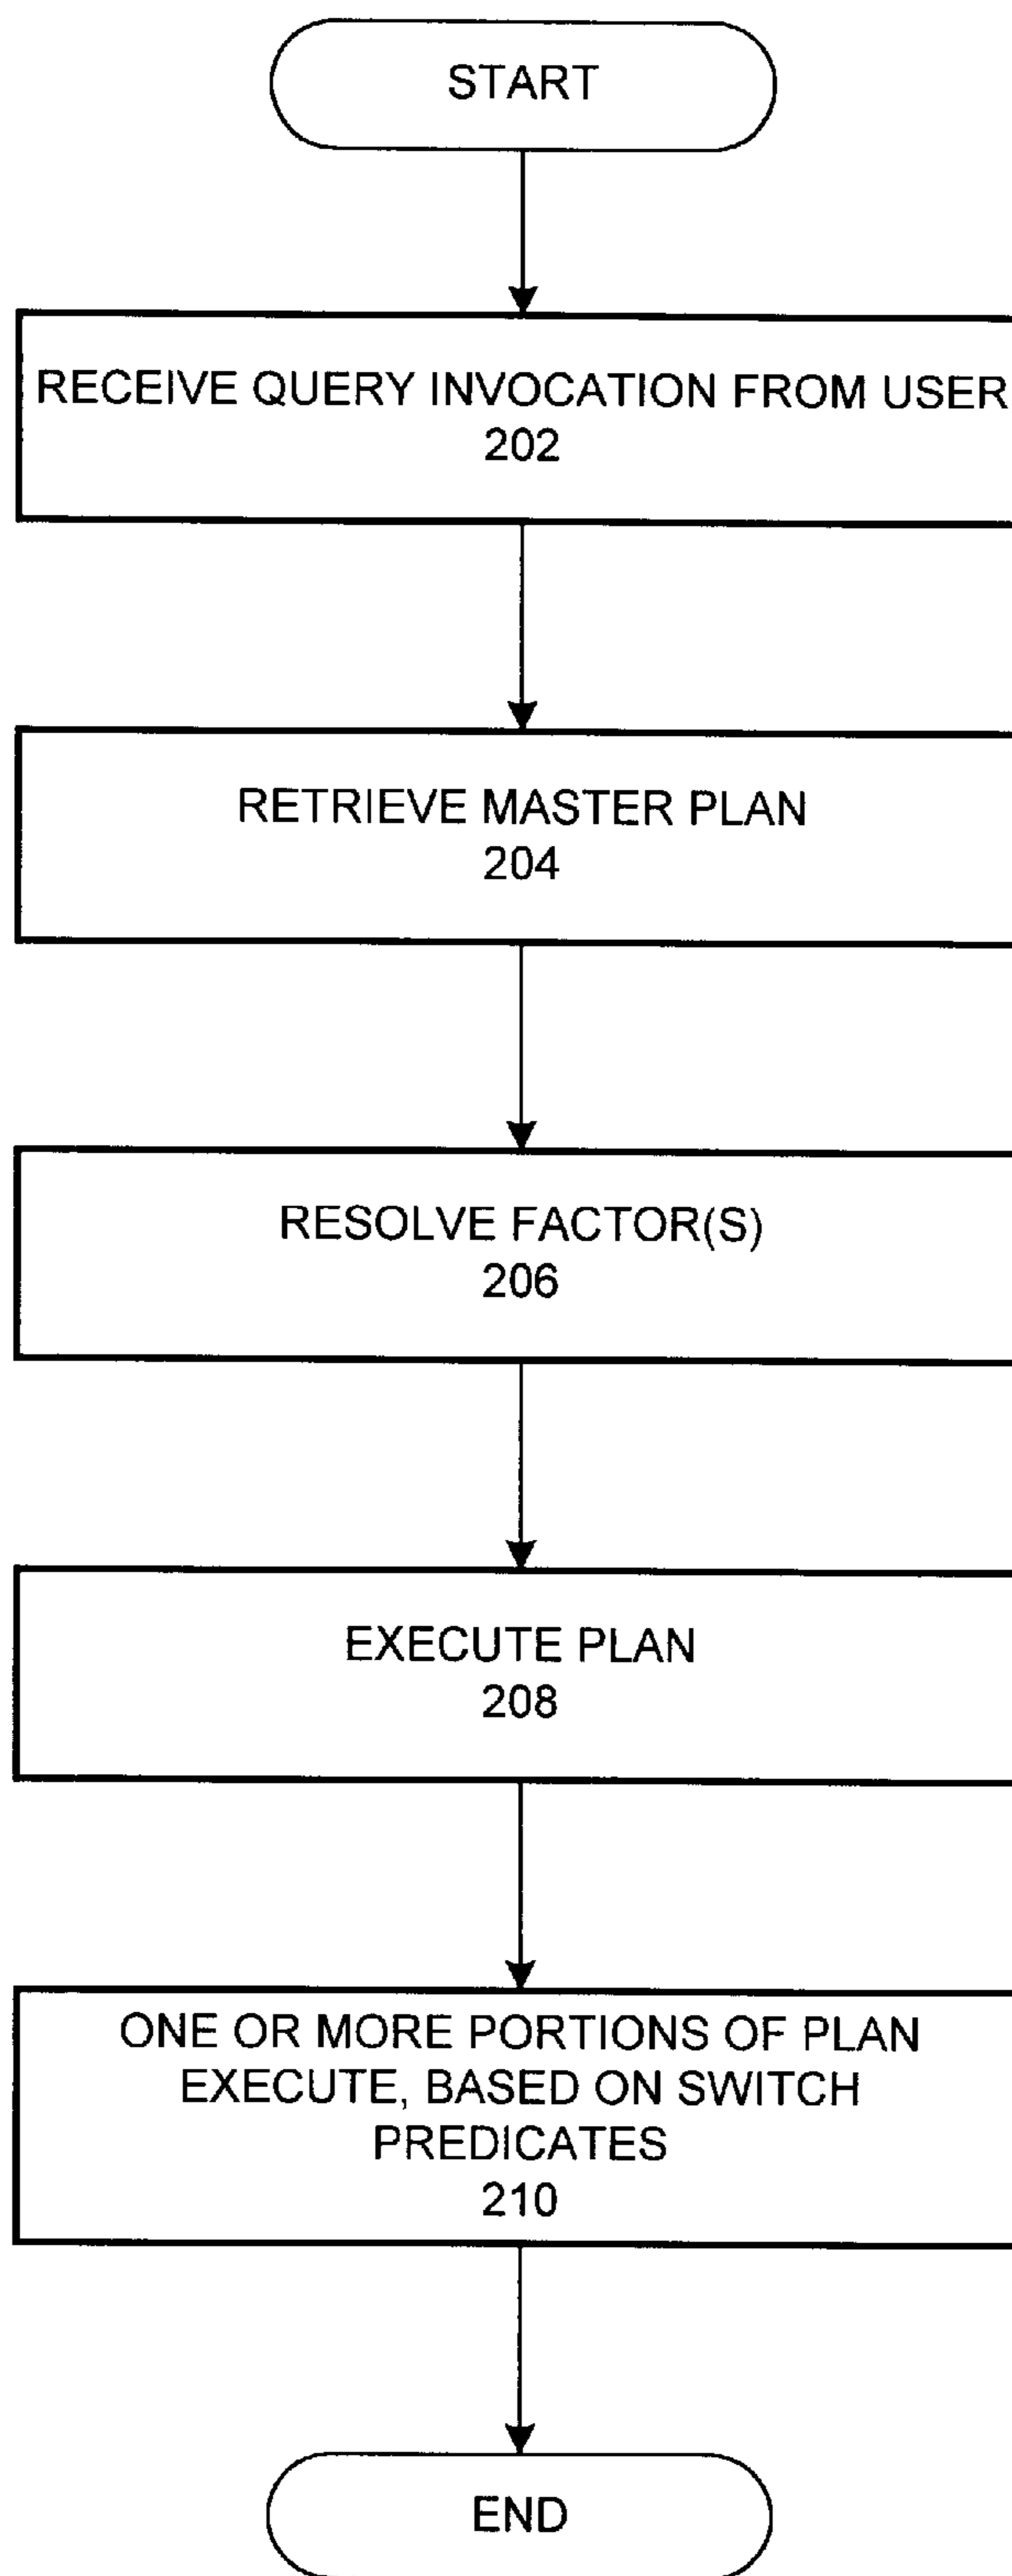 START
RECEIVE QUERY INVOCATION FROM USER
202
RETRIEVE MASTER PLAN
204
RESOLVE FACTOR(S)
206
EXECUTE PLAN
208
ONE OR MORE PORTIONS OF PLAN
EXECUTE, BASED ON SWITCH
PREDICATES
210
END